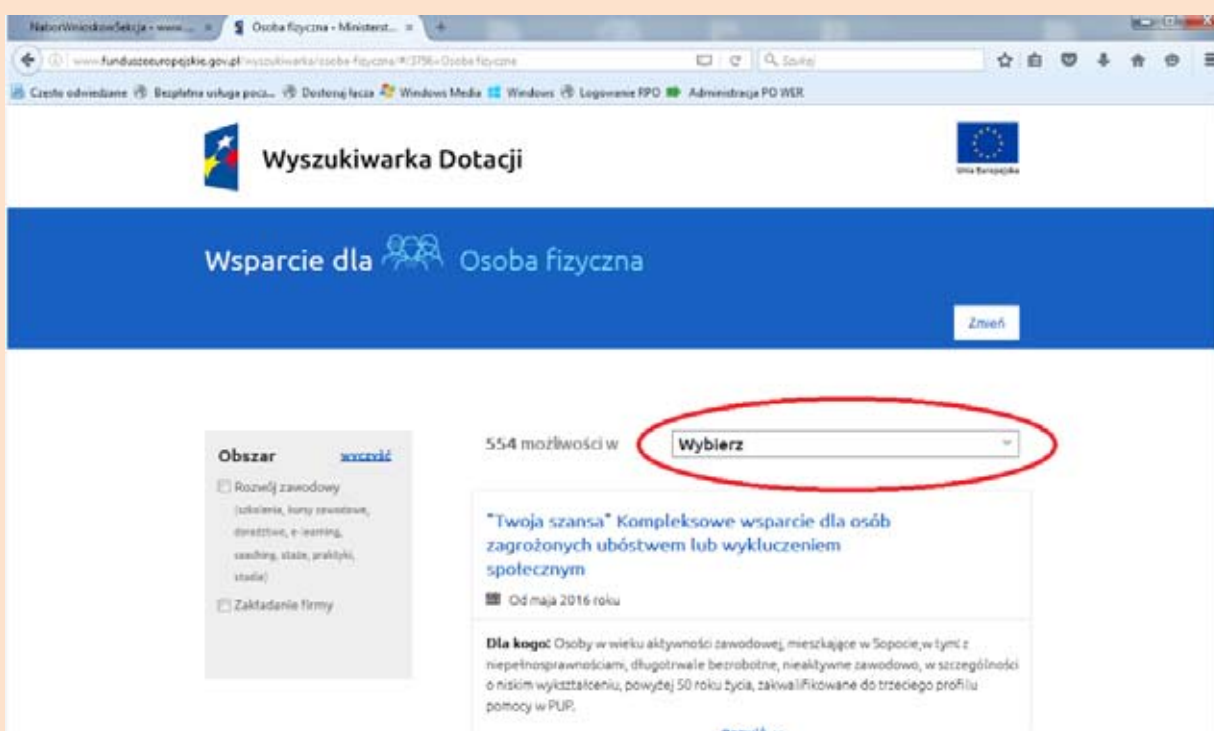 NaborWnioskowSekcja - www....
Osoba fizyczna - Ministerst...
www.funduszeeuropejskie.gov.pl/wyszukiwarka/osoba-fizyczna/#/3756=Osoba fizyczna
Szukaj
Często odwiedzane Bezpłatna usługa pocz... Dostosuj łącza Windows Media Windows Logowanie RPO Administracja PO WER
Wyszukiwarka Dotacji
Unia Europejska
Wsparcie dla Osoba fizyczna
Zmień
554 możliwości w Wybierz
Obszar wyczyść
Rozwój zawodowy
(szkolenia, kursy zawodowe,
doradztwo, e-learning,
coaching, staże, praktyki,
studia)
Zakładanie firmy
"Twoja szansa" Kompleksowe wsparcie dla osób
zagrożonych ubóstwem lub wykluczeniem
społecznym
Od maja 2016 roku
Dla kogo: Osoby w wieku aktywności zawodowej, mieszkające w Sopocie,w tym: z
niepełnosprawnościami, długotrwale bezrobotne, nieaktywne zawodowo, w szczególności
o niskim wykształceniu, powyżej 50 roku życia, zakwalifikowane do trzeciego profilu
pomocy w PUP.